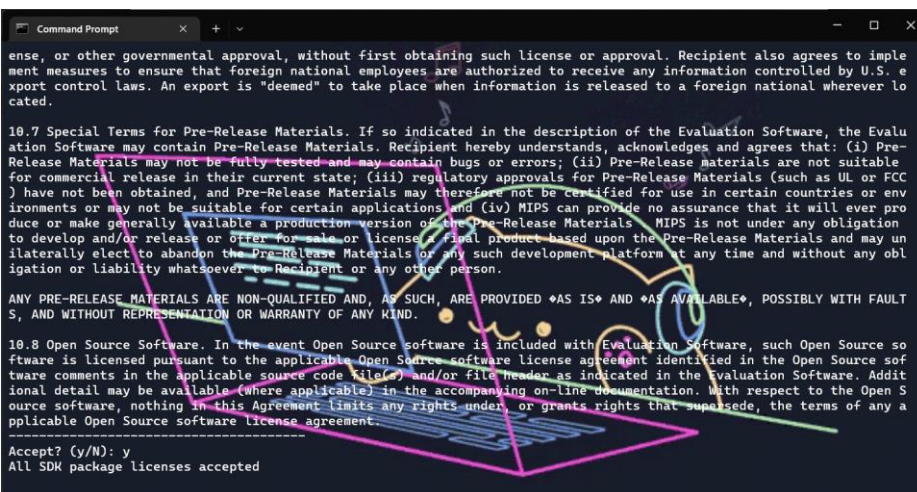 Command Prompt
ense, or other governmental approval, without first obtaining such license or approval. Recipient also agrees to imple
ment measures to ensure that foreign national employees are authorized to receive any information controlled by U.S. e
xport control laws. An export is "deemed" to take place when information is released to a foreign national wherever lo
cated.
10.7 Special Terms for Pre-Release Materials. If so indicated in the description of the Evaluation Software, the Evalu
ation Software may contain Pre-Release Materials. Recipient hereby understands, acknowledges and agrees that: (i) Pre-
Release Materials may not be fully tested and may contain bugs or errors; (ii) Pre-Release materials are not suitable
for commercial release in their current state; (iii) regulatory approvals for Pre-Release Materials (such as UL or FCC
) have not been obtained, and Pre-Release Materials may therefore not be certified for use in certain countries or env
ironments or may not be suitable for certain applications and (iv) MIPS can provide no assurance that it will ever pro
duce or make generally available a production version of the Pre-Release Materials   MIPS is not under any obligation
to develop and/or release or offer for sale or license a final product based upon the Pre-Release Materials and may un
ilaterally elect to abandon the Pre-Release Materials or any such development platform at any time and without any obl
igation or liability whatsoever to Recipient or any other person.
ANY PRE-RELEASE MATERIALS ARE NON-QUALIFIED AND, AS SUCH, ARE PROVIDED �AS IS� AND �AS AVAILABLE�, POSSIBLY WITH FAULT
S, AND WITHOUT REPRESENTATION OR WARRANTY OF ANY KIND.
10.8 Open Source Software. In the event Open Source software is included with Evaluation Software, such Open Source so
ftware is licensed pursuant to the applicable Open Source software license agreement identified in the Open Source sof
tware comments in the applicable source code file(s) and/or file header as indicated in the Evaluation Software. Addit
ional detail may be available (where applicable) in the accompanying on-line documentation. With respect to the Open S
ource software, nothing in this Agreement limits any rights under, or grants rights that supersede, the terms of any a
pplicable Open Source software license agreement.
---------------------------------------
Accept? (y/N): y
All SDK package licenses accepted